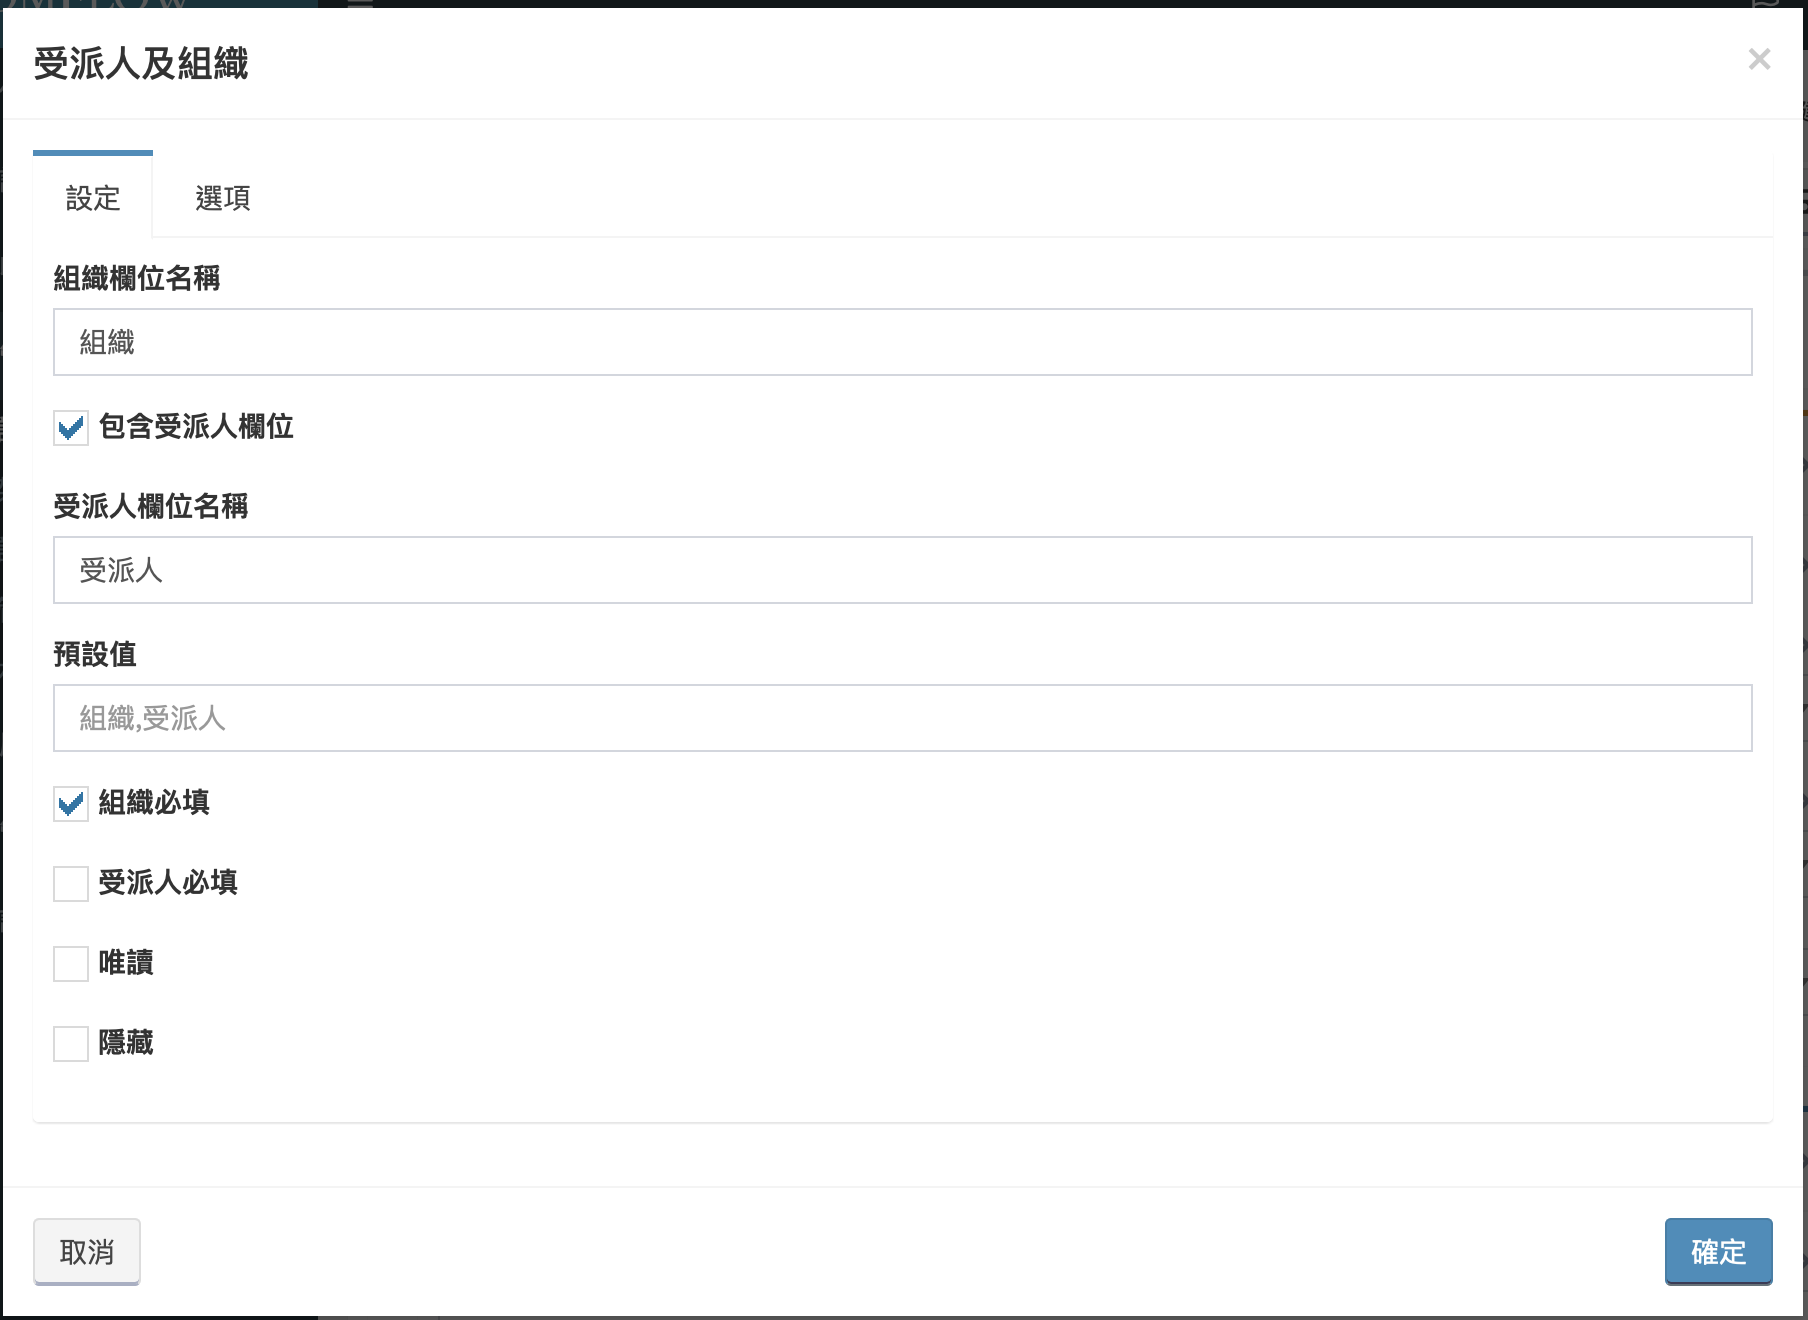 受派人及組織
×
設定
選項
組織欄位名稱
組織
包含受派人欄位
受派人欄位名稱
受派人
預設值
組織,受派人
組織必填
受派人必填
唯讀
隱藏
取消
確定